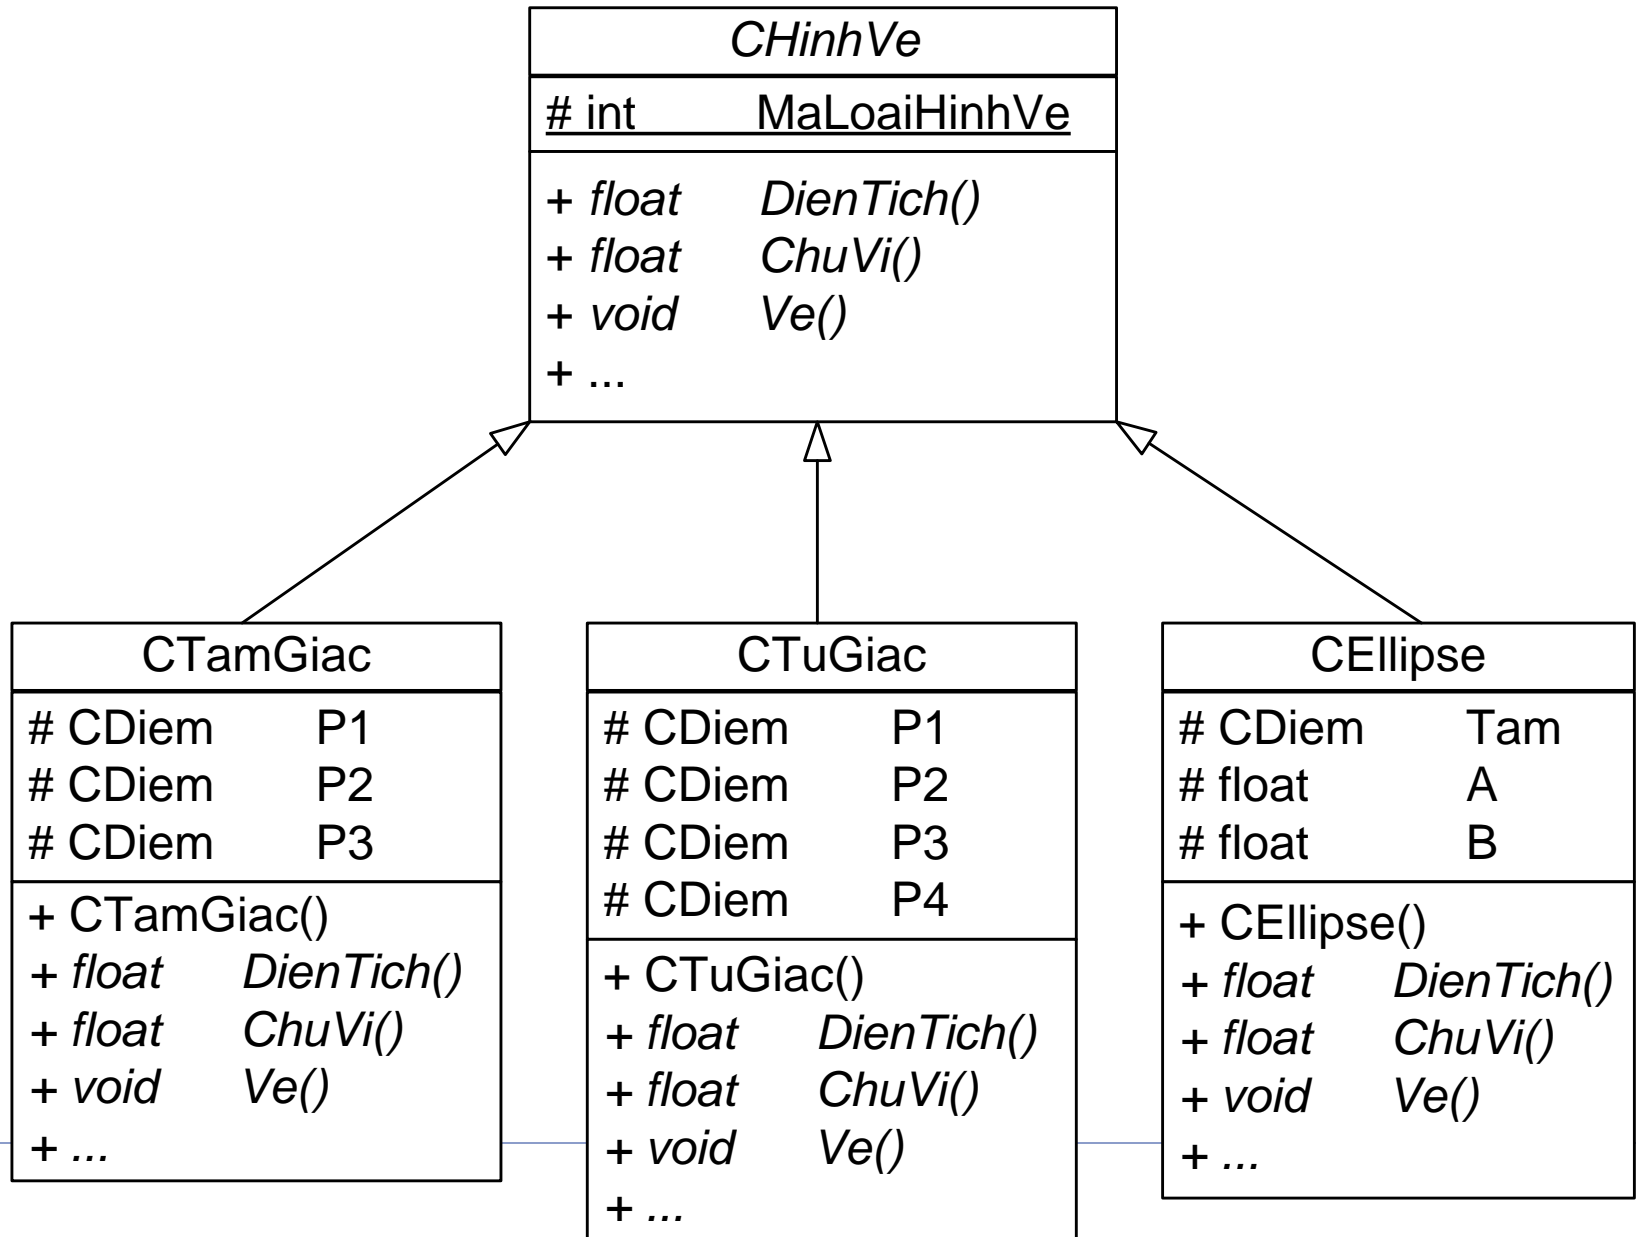 CHinhVe
# int MaLoaiHinhVe
+ float DienTich()
+ float ChuVi()
+ void Ve()
+ ...
CTamGiac
# CDiem P1
# CDiem P2
# CDiem P3
+ CTamGiac()
+ float DienTich()
+ float ChuVi()
+ void Ve()
+ ...
CTuGiac
# CDiem P1
# CDiem P2
# CDiem P3
# CDiem P4
+ CTuGiac()
+ float DienTich()
+ float ChuVi()
+ void Ve()
+ ...
CEllipse
# CDiem Tam
# float A
# float B
+ CEllipse()
+ float DienTich()
+ float ChuVi()
+ void Ve()
+ ...